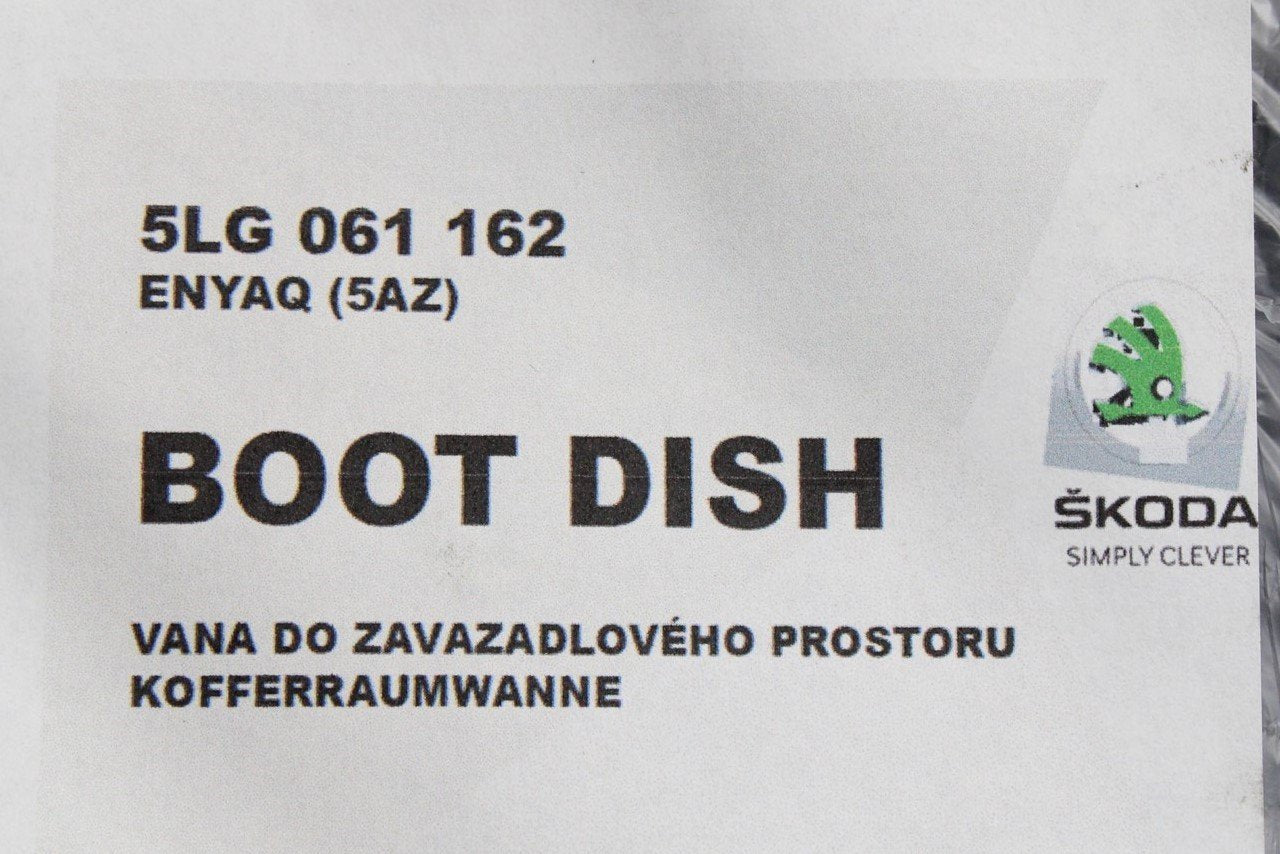 5LG 061 162
ENYAQ (5AZ)
BOOT DISH
ŠKODA
SIMPLY CLEVER
VANA DO ZAVAZADLOVÉHO PROSTORU
KOFFERRAUMWANNE